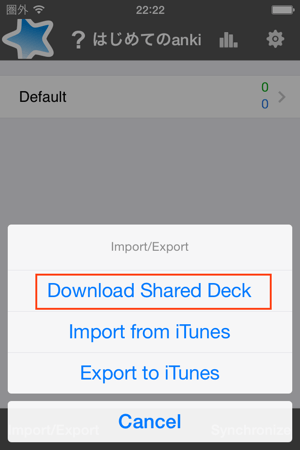 圏外 22:22
? はじめてのanki
Default
0
0
Import/Export
Download Shared Deck
Import from iTunes
Export to iTunes
Cancel
Import/Export Synchronize